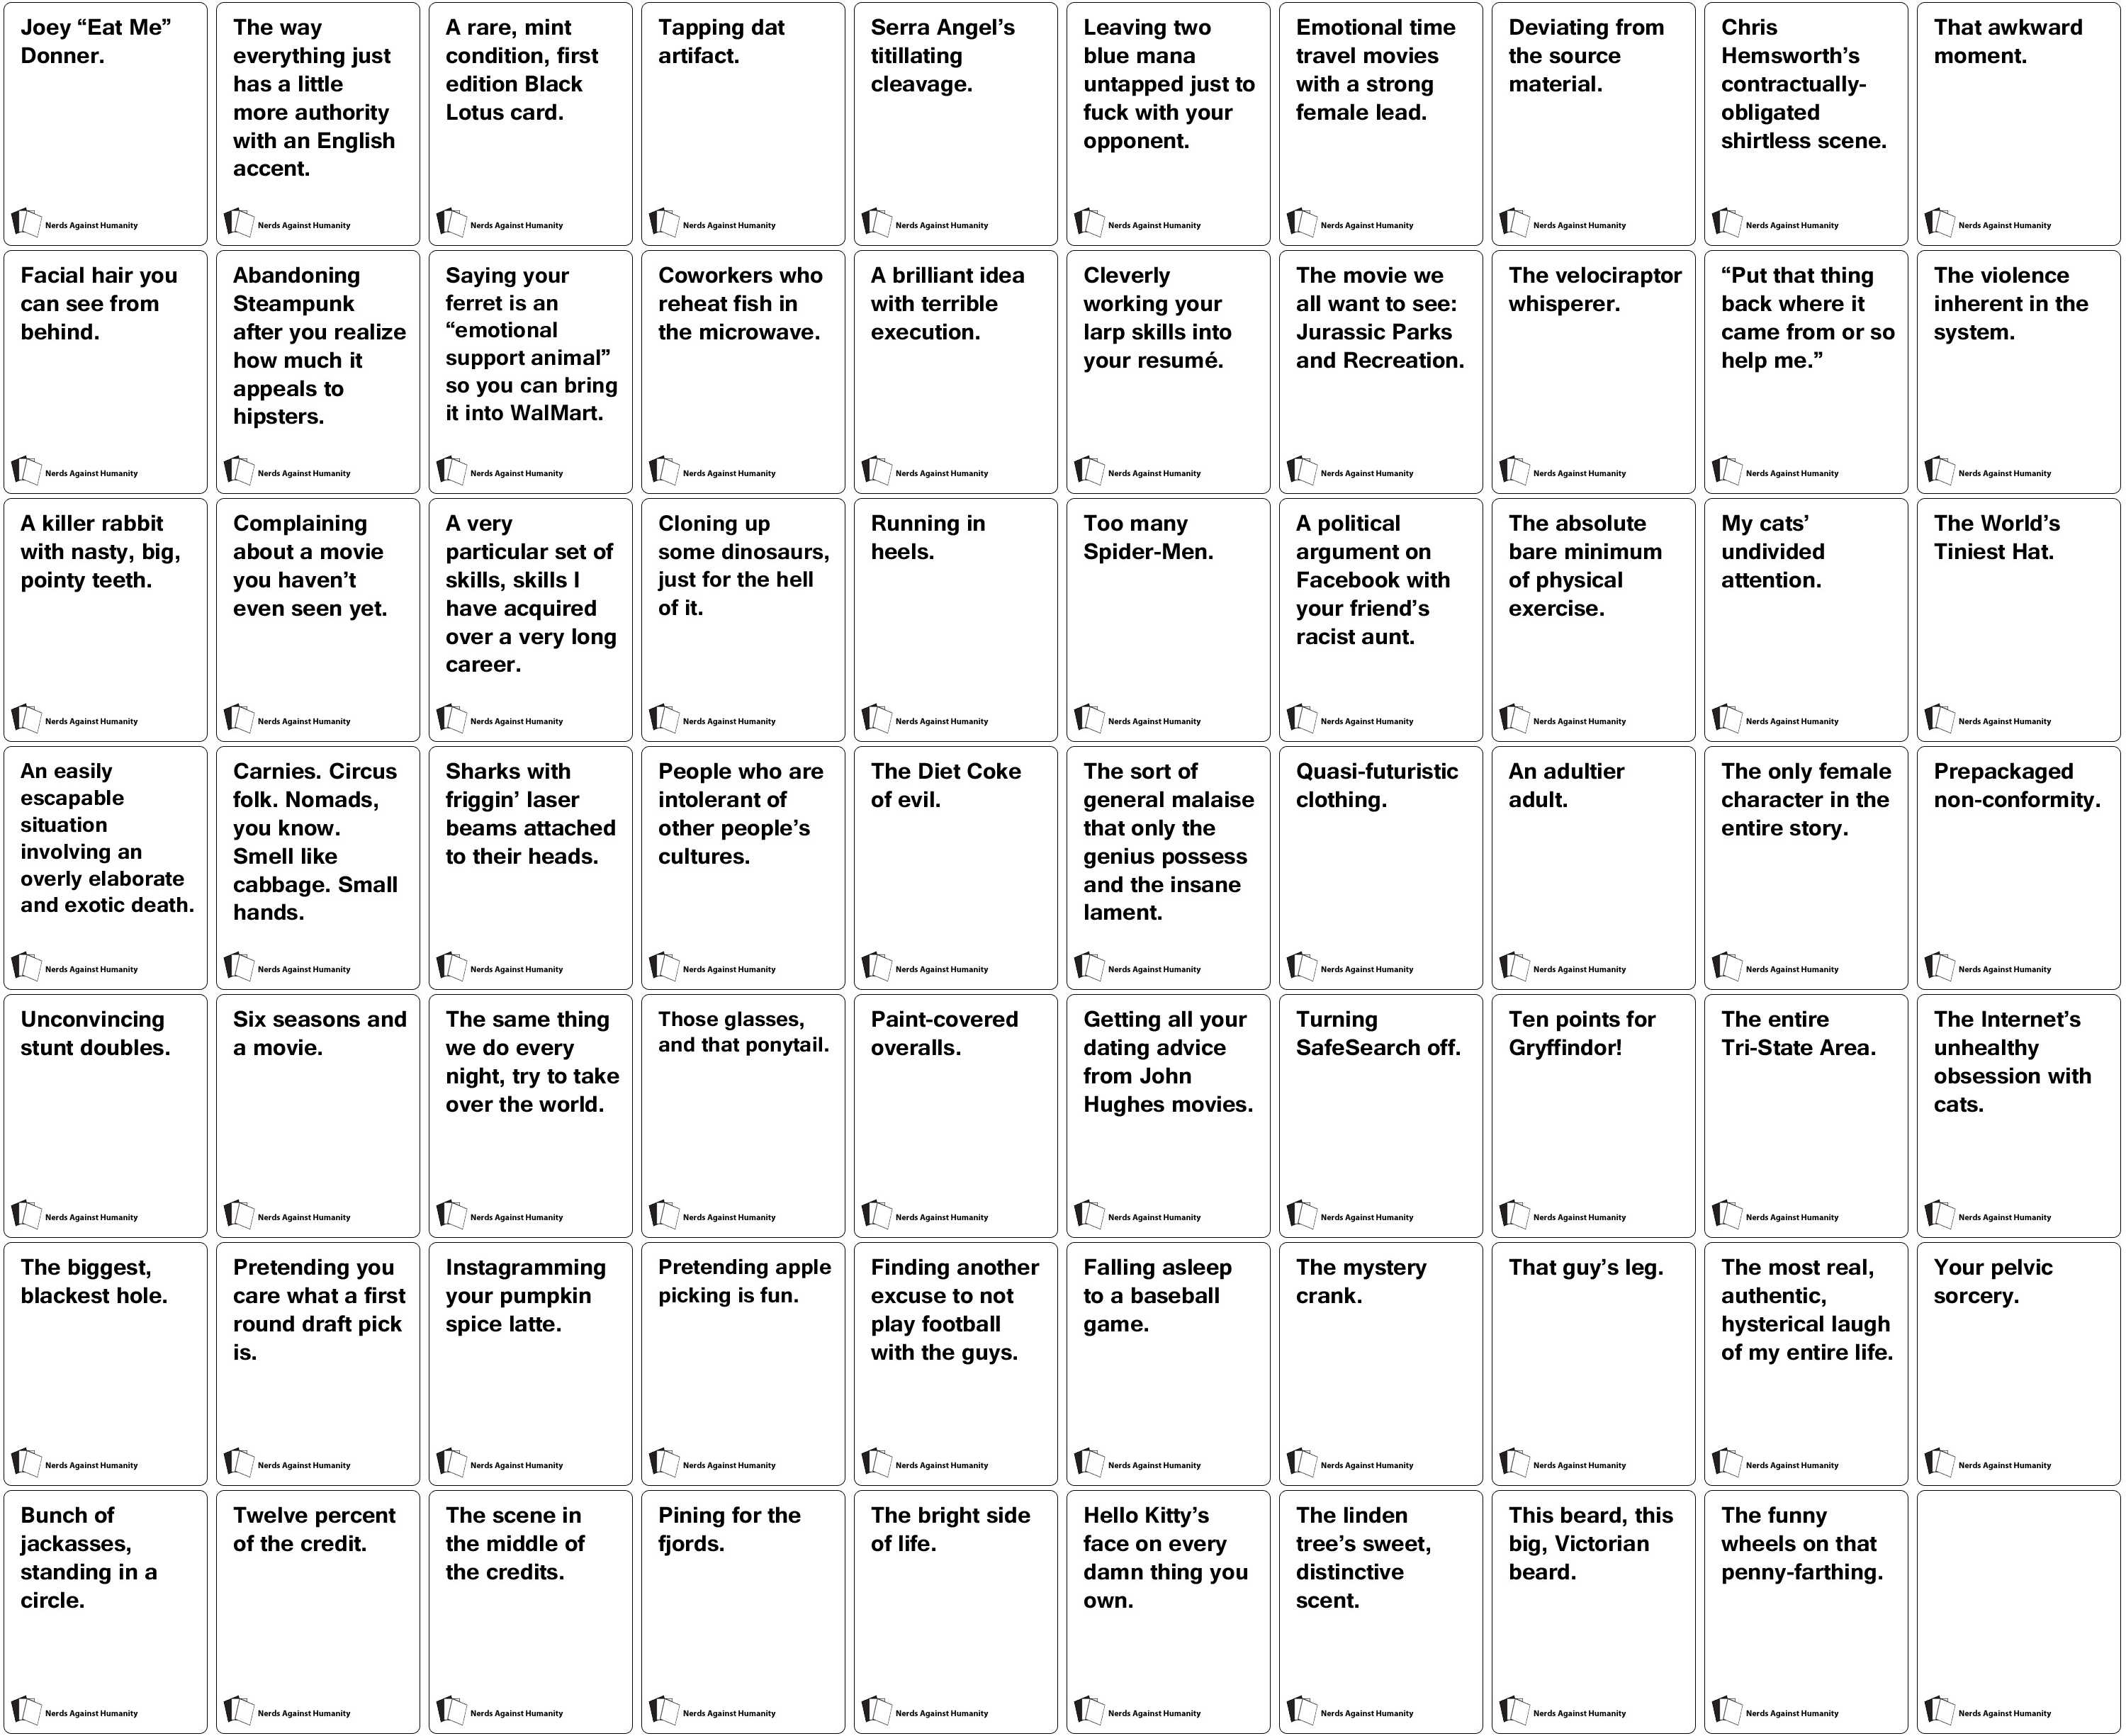 Joey “Eat Me”
Donner.
Nerds Against Humanity
The way
everything just
has a little
more authority
with an English
accent.
Nerds Against Humanity
A rare, mint
condition, first
edition Black
Lotus card.
Nerds Against Humanity
Tapping dat
artifact.
Nerds Against Humanity
Serra Angel’s
titillating
cleavage.
Nerds Against Humanity
Leaving two
blue mana
untapped just to
fuck with your
opponent.
Nerds Against Humanity
Emotional time
travel movies
with a strong
female lead.
Nerds Against Humanity
Deviating from
the source
material.
Nerds Against Humanity
Chris
Hemsworth’s
contractually-
obligated
shirtless scene.
Nerds Against Humanity
That awkward
moment.
Nerds Against Humanity
Facial hair you
can see from
behind.
Nerds Against Humanity
Abandoning
Steampunk
after you realize
how much it
appeals to
hipsters.
Nerds Against Humanity
Saying your
ferret is an
“emotional
support animal”
so you can bring
it into WalMart.
Nerds Against Humanity
Coworkers who
reheat fish in
the microwave.
Nerds Against Humanity
A brilliant idea
with terrible
execution.
Nerds Against Humanity
Cleverly
working your
larp skills into
your resumé.
Nerds Against Humanity
The movie we
all want to see:
Jurassic Parks
and Recreation.
Nerds Against Humanity
The velociraptor
whisperer.
Nerds Against Humanity
“Put that thing
back where it
came from or so
help me.”
Nerds Against Humanity
The violence
inherent in the
system.
Nerds Against Humanity
A killer rabbit
with nasty, big,
pointy teeth.
Nerds Against Humanity
Complaining
about a movie
you haven’t
even seen yet.
Nerds Against Humanity
A very
particular set of
skills, skills I
have acquired
over a very long
career.
Nerds Against Humanity
Cloning up
some dinosaurs,
just for the hell
of it.
Nerds Against Humanity
Running in
heels.
Nerds Against Humanity
Too many
Spider-Men.
Nerds Against Humanity
A political
argument on
Facebook with
your friend’s
racist aunt.
Nerds Against Humanity
The absolute
bare minimum
of physical
exercise.
Nerds Against Humanity
My cats’
undivided
attention.
Nerds Against Humanity
The World’s
Tiniest Hat.
Nerds Against Humanity
An easily
escapable
situation
involving an
overly elaborate
and exotic death.
Nerds Against Humanity
Carnies. Circus
folk. Nomads,
you know.
Smell like
cabbage. Small
hands.
Nerds Against Humanity
Sharks with
friggin’ laser
beams attached
to their heads.
Nerds Against Humanity
People who are
intolerant of
other people’s
cultures.
Nerds Against Humanity
The Diet Coke
of evil.
Nerds Against Humanity
The sort of
general malaise
that only the
genius possess
and the insane
lament.
Nerds Against Humanity
Quasi-futuristic
clothing.
Nerds Against Humanity
An adultier
adult.
Nerds Against Humanity
The only female
character in the
entire story.
Nerds Against Humanity
Prepackaged
non-conformity.
Nerds Against Humanity
Unconvincing
stunt doubles.
Nerds Against Humanity
Six seasons and
a movie.
Nerds Against Humanity
The same thing
we do every
night, try to take
over the world.
Nerds Against Humanity
Those glasses,
and that ponytail.
Nerds Against Humanity
Paint-covered
overalls.
Nerds Against Humanity
Getting all your
dating advice
from John
Hughes movies.
Nerds Against Humanity
Turning
SafeSearch off.
Nerds Against Humanity
Ten points for
Gryffindor!
Nerds Against Humanity
The entire
Tri-State Area.
Nerds Against Humanity
The Internet’s
unhealthy
obsession with
cats.
Nerds Against Humanity
The biggest,
blackest hole.
Nerds Against Humanity
Pretending you
care what a first
round draft pick
is.
Nerds Against Humanity
Instagramming
your pumpkin
spice latte.
Nerds Against Humanity
Pretending apple
picking is fun.
Nerds Against Humanity
Finding another
excuse to not
play football
with the guys.
Nerds Against Humanity
Falling asleep
to a baseball
game.
Nerds Against Humanity
The mystery
crank.
Nerds Against Humanity
That guy’s leg.
Nerds Against Humanity
The most real,
authentic,
hysterical laugh
of my entire life.
Nerds Against Humanity
Your pelvic
sorcery.
Nerds Against Humanity
Bunch of
jackasses,
standing in a
circle.
Nerds Against Humanity
Twelve percent
of the credit.
Nerds Against Humanity
The scene in
the middle of
the credits.
Nerds Against Humanity
Pining for the
fjords.
Nerds Against Humanity
The bright side
of life.
Nerds Against Humanity
Hello Kitty’s
face on every
damn thing you
own.
Nerds Against Humanity
The linden
tree’s sweet,
distinctive
scent.
Nerds Against Humanity
This beard, this
big, Victorian
beard.
Nerds Against Humanity
The funny
wheels on that
penny-farthing.
Nerds Against Humanity
Nerds Against Humanity